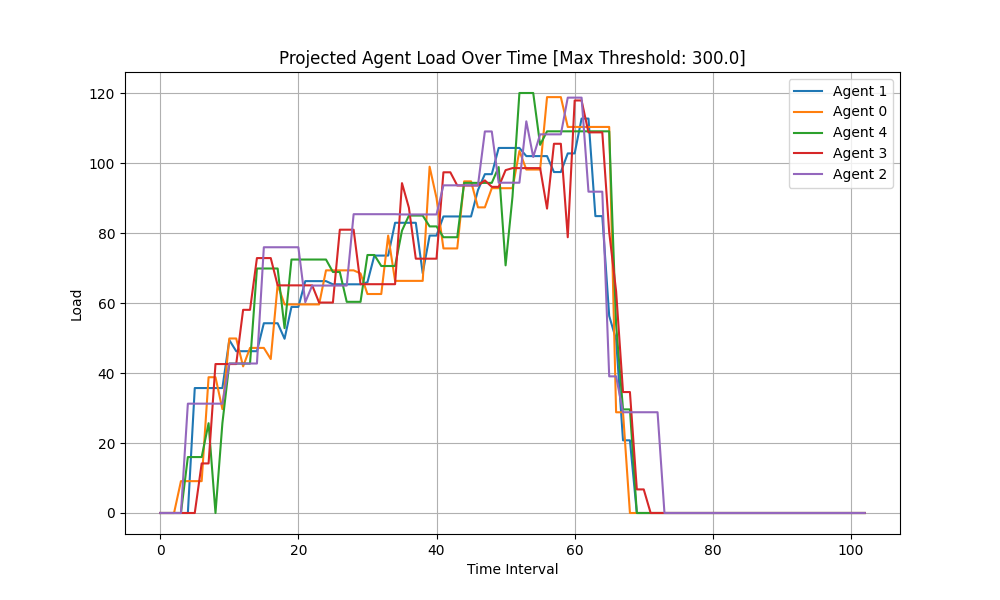 Projected Agent Load Over Time [Max Threshold: 300.0]
Agent 1
Agent 0
Agent 4
Agent 3
Agent 2
Load
120
100
80
60
40
20
0
0 20 40 60 80 100
Time Interval